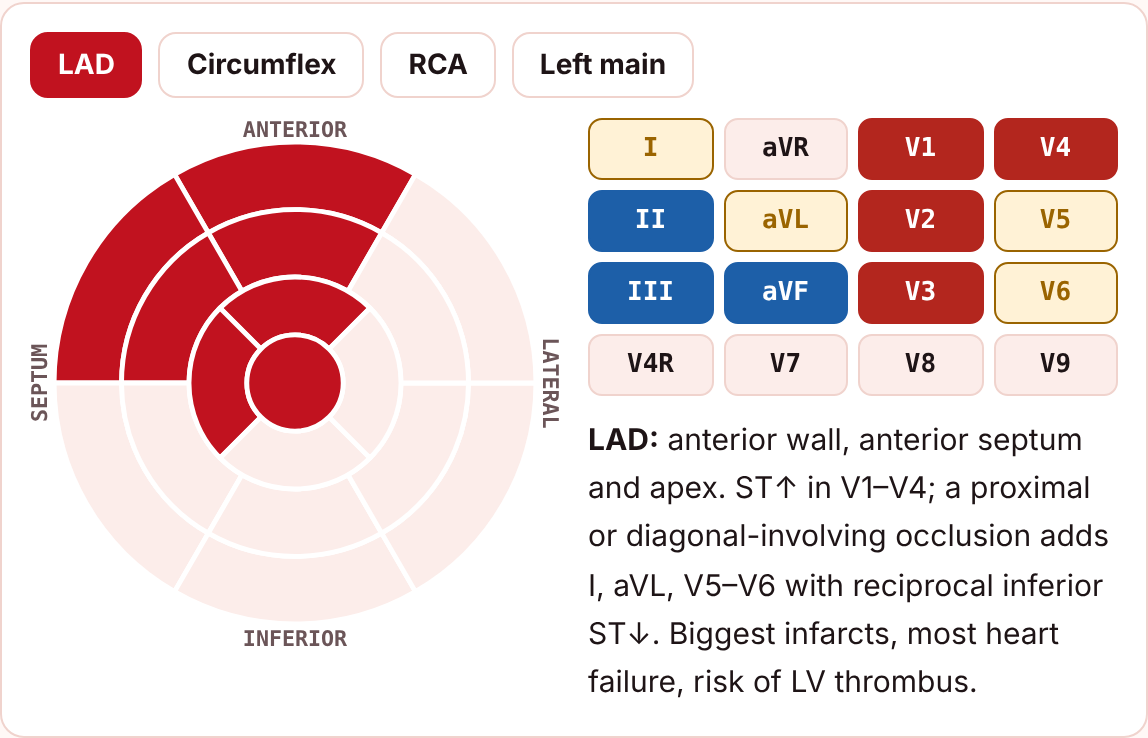 LAD Circumflex RCA Left main
ANTERIOR
SEPTUM
LATERAL
INFERIOR
I aVR V1 V4
II aVL V2 V5
III aVF V3 V6
V4R V7 V8 V9
LAD: anterior wall, anterior septum
and apex. ST↑ in V1–V4; a proximal
or diagonal-involving occlusion adds
I, aVL, V5–V6 with reciprocal inferior
ST↓. Biggest infarcts, most heart
failure, risk of LV thrombus.